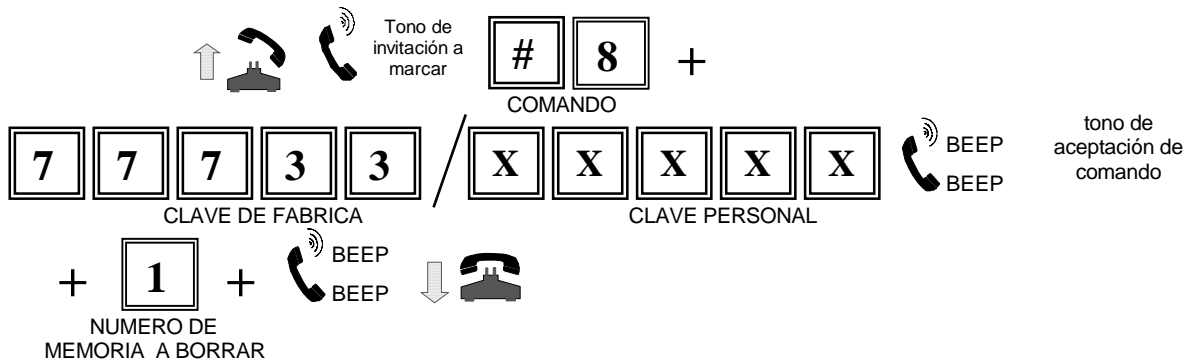 Tono de
invitación a
marcar
# 8 +
COMANDO
7 7 7 3 3 / X X X X X
BEEP
BEEP
tono de
aceptación de
comando
CLAVE DE FABRICA
CLAVE PERSONAL
+ 1 +
BEEP
BEEP
NUMERO DE
MEMORIA A BORRAR